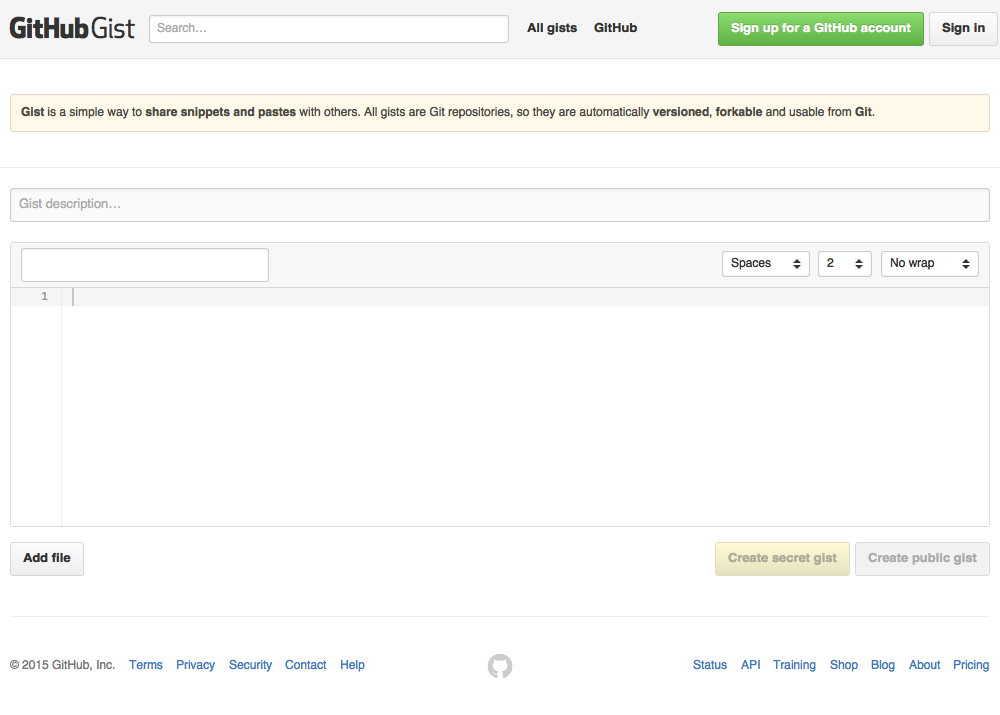 GitHub Gist Search... All gists GitHub Sign up for a GitHub account Sign in
Gist is a simple way to share snippets and pastes with others. All gists are Git repositories, so they are automatically versioned, forkable and usable from Git.
Gist description…
Spaces 2 No wrap
1
Add file Create secret gist Create public gist
© 2015 GitHub, Inc. Terms Privacy Security Contact Help Status API Training Shop Blog About Pricing